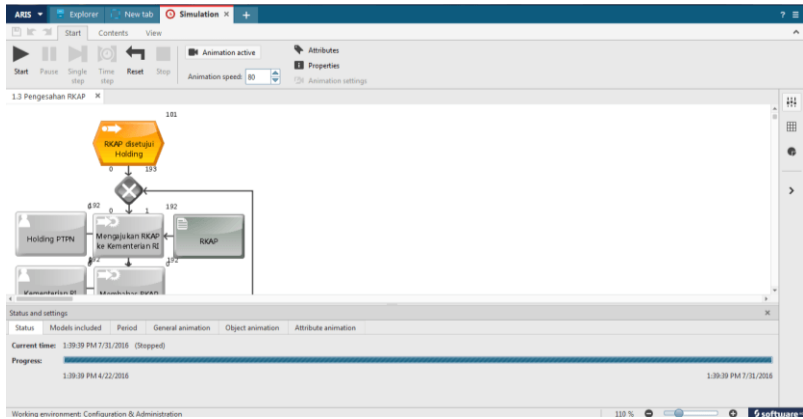 ARIS Explorer New tab Simulation × + ?
Start Contents View
Start Pause Single step Time step Reset Stop
Animation active
Animation speed: 80
Attributes
Properties
Animation settings
1.3 Pengesahan RKAP ×
101
RKAP disetujui
Holding
0 193
0 1 192
Holding PTPN
Mengajukan RKAP
ke Kementerian RI
RKAP
Kementarian RI
Membahas RKAP
Status and settings ×
Status Models included Period General animation Object animation Attribute animation
Current time: 1:39:39 PM 7/31/2016 (Stopped)
Progress:
1:39:39 PM 4/22/2016 1:39:39 PM 7/31/2016
Working environment: Configuration & Administration 110 % software